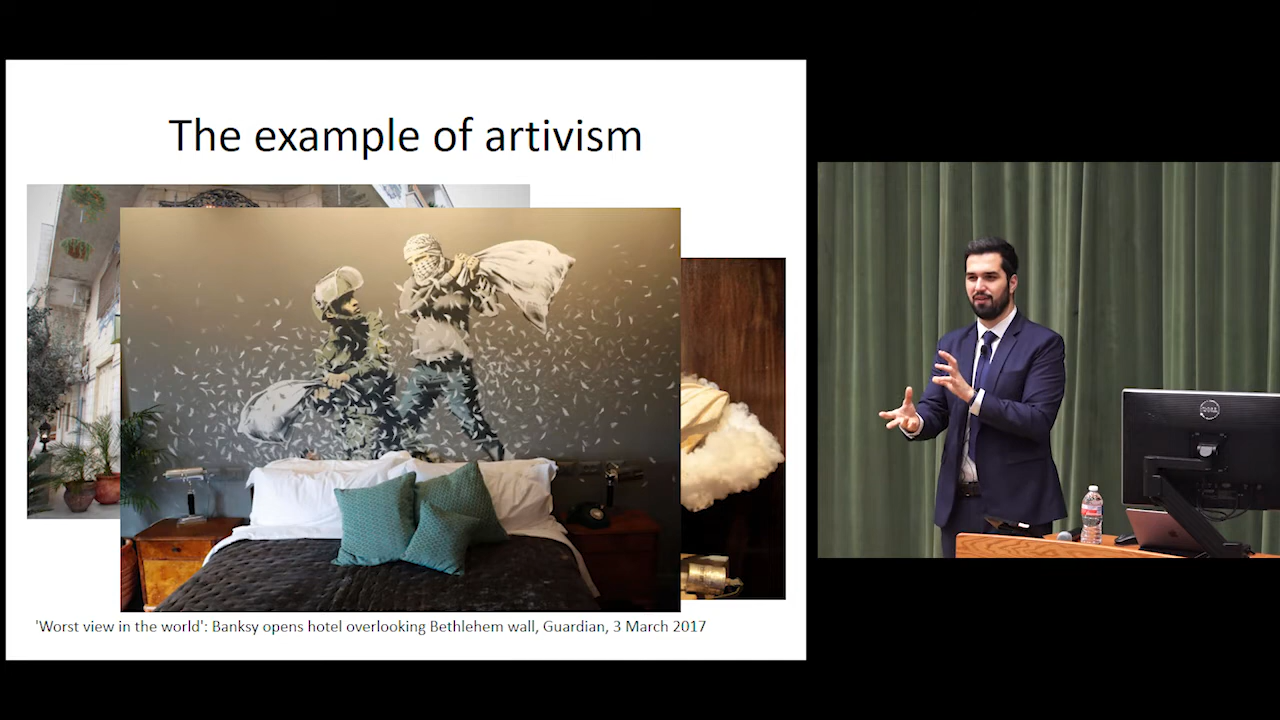 The example of artivism
'Worst view in the world': Banksy opens hotel overlooking Bethlehem wall, Guardian, 3 March 2017